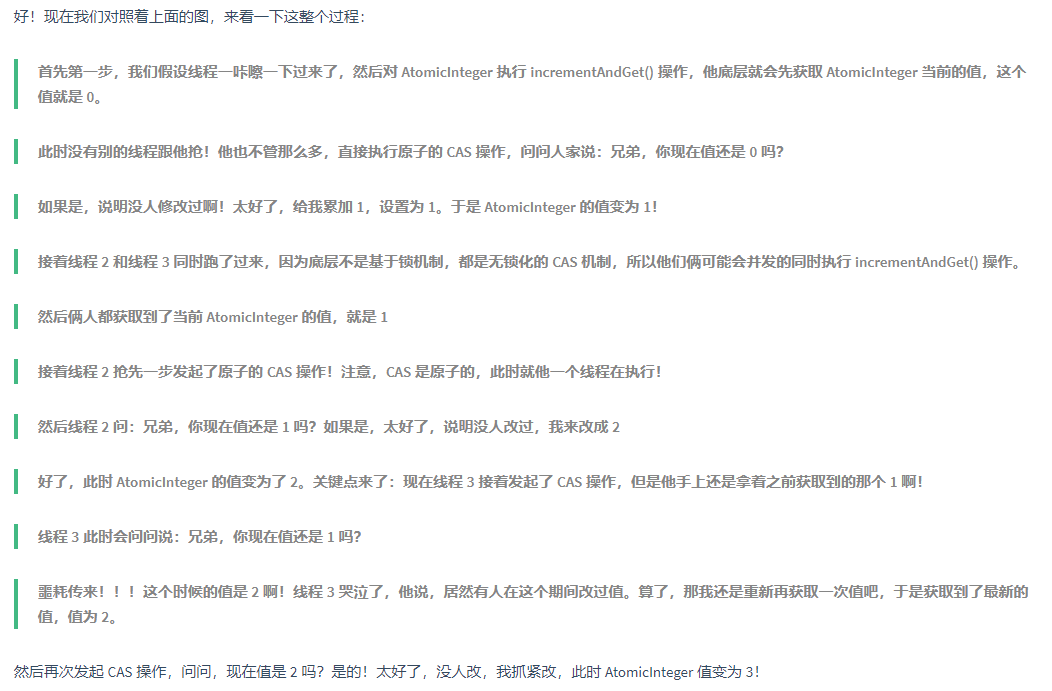 好！现在我们对照着上面的图，来看一下这整个过程：
首先第一步，我们假设线程一咔嚓一下过来了，然后对 AtomicInteger 执行 incrementAndGet() 操作，他底层就会先获取 AtomicInteger 当前的值，这个
值就是 0。
此时没有别的线程跟他抢！他也不管那么多，直接执行原子的 CAS 操作，问问人家说：兄弟，你现在值还是 0 吗？
如果是，说明没人修改过啊！太好了，给我累加 1，设置为 1。于是 AtomicInteger 的值变为 1！
接着线程 2 和线程 3 同时跑了过来，因为底层不是基于锁机制，都是无锁化的 CAS 机制，所以他们俩可能会并发的同时执行 incrementAndGet() 操作。
然后俩人都获取到了当前 AtomicInteger 的值，就是 1
接着线程 2 抢先一步发起了原子的 CAS 操作！注意，CAS 是原子的，此时就他一个线程在执行！
然后线程 2 问：兄弟，你现在值还是 1 吗？如果是，太好了，说明没人改过，我来改成 2
好了，此时 AtomicInteger 的值变为了 2。关键点来了：现在线程 3 接着发起了 CAS 操作，但是他手上还是拿着之前获取到的那个 1 啊！
线程 3 此时会问问说：兄弟，你现在值还是 1 吗？
噩耗传来！！！这个时候的值是 2 啊！线程 3 哭泣了，他说，居然有人在这个期间改过值。算了，那我还是重新再获取一次值吧，于是获取到了最新的
值，值为 2。
然后再次发起 CAS 操作，问问，现在值是 2 吗？是的！太好了，没人改，我抓紧改，此时 AtomicInteger 值变为 3！